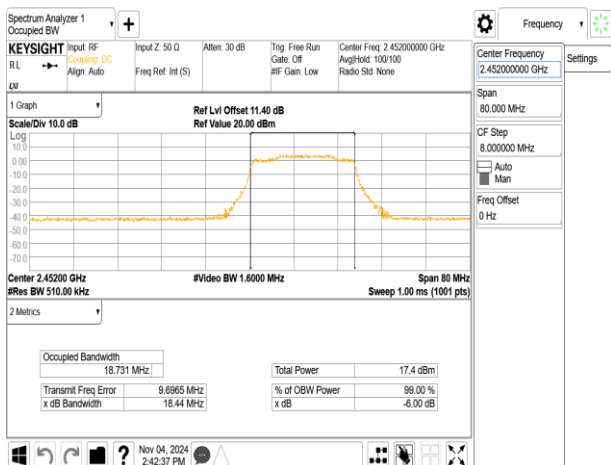 Spectrum Analyzer 1
Occupied BW
+
Frequency
KEYSIGHT
RL
LXI
Input: RF
Coupling: DC
Align: Auto
Input Z: 50 Ω
Freq Ref: Int (S)
Atten: 30 dB
Trig: Free Run
Gate: Off
#IF Gain: Low
Center Freq: 2.452000000 GHz
Avg|Hold: 100/100
Radio Std: None
Center Frequency
2.452000000 GHz
Settings
Span
80.000 MHz
CF Step
8.000000 MHz
Auto
Man
Freq Offset
0 Hz
1 Graph
Scale/Div 10.0 dB
Ref Lvl Offset 11.40 dB
Ref Value 20.00 dBm
Log
10.0
0.00
-10.0
-20.0
-30.0
-40.0
-50.0
-60.0
-70.0
Center 2.45200 GHz
#Video BW 1.6000 MHz
Span 80 MHz
#Res BW 510.00 kHz
Sweep 1.00 ms (1001 pts)
2 Metrics
Occupied Bandwidth
18.731 MHz
Total Power 17.4 dBm
Transmit Freq Error 9.6965 MHz
% of OBW Power 99.00 %
x dB Bandwidth 18.44 MHz
x dB -6.00 dB
?
Nov 04, 2024
2:42:37 PM